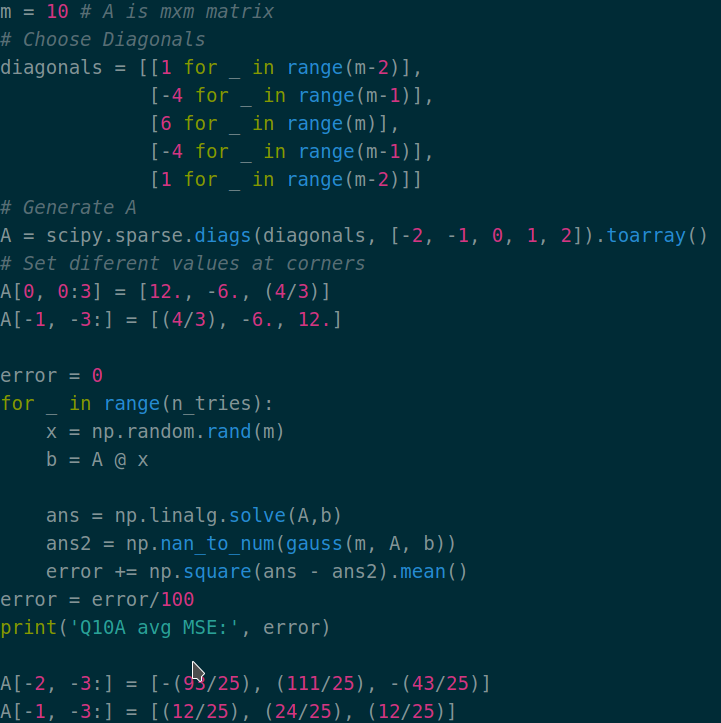 m = 10 # A is mxm matrix
# Choose Diagonals
diagonals = [[1 for _ in range(m-2)],
             [-4 for _ in range(m-1)],
             [6 for _ in range(m)],
             [-4 for _ in range(m-1)],
             [1 for _ in range(m-2)]]
# Generate A
A = scipy.sparse.diags(diagonals, [-2, -1, 0, 1, 2]).toarray()
# Set diferent values at corners
A[0, 0:3] = [12., -6., (4/3)]
A[-1, -3:] = [(4/3), -6., 12.]

error = 0
for _ in range(n_tries):
    x = np.random.rand(m)
    b = A @ x

    ans = np.linalg.solve(A,b)
    ans2 = np.nan_to_num(gauss(m, A, b))
    error += np.square(ans - ans2).mean()
error = error/100
print('Q10A avg MSE:', error)

A[-2, -3:] = [-(93/25), (111/25), -(43/25)]
A[-1, -3:] = [(12/25), (24/25), (12/25)]